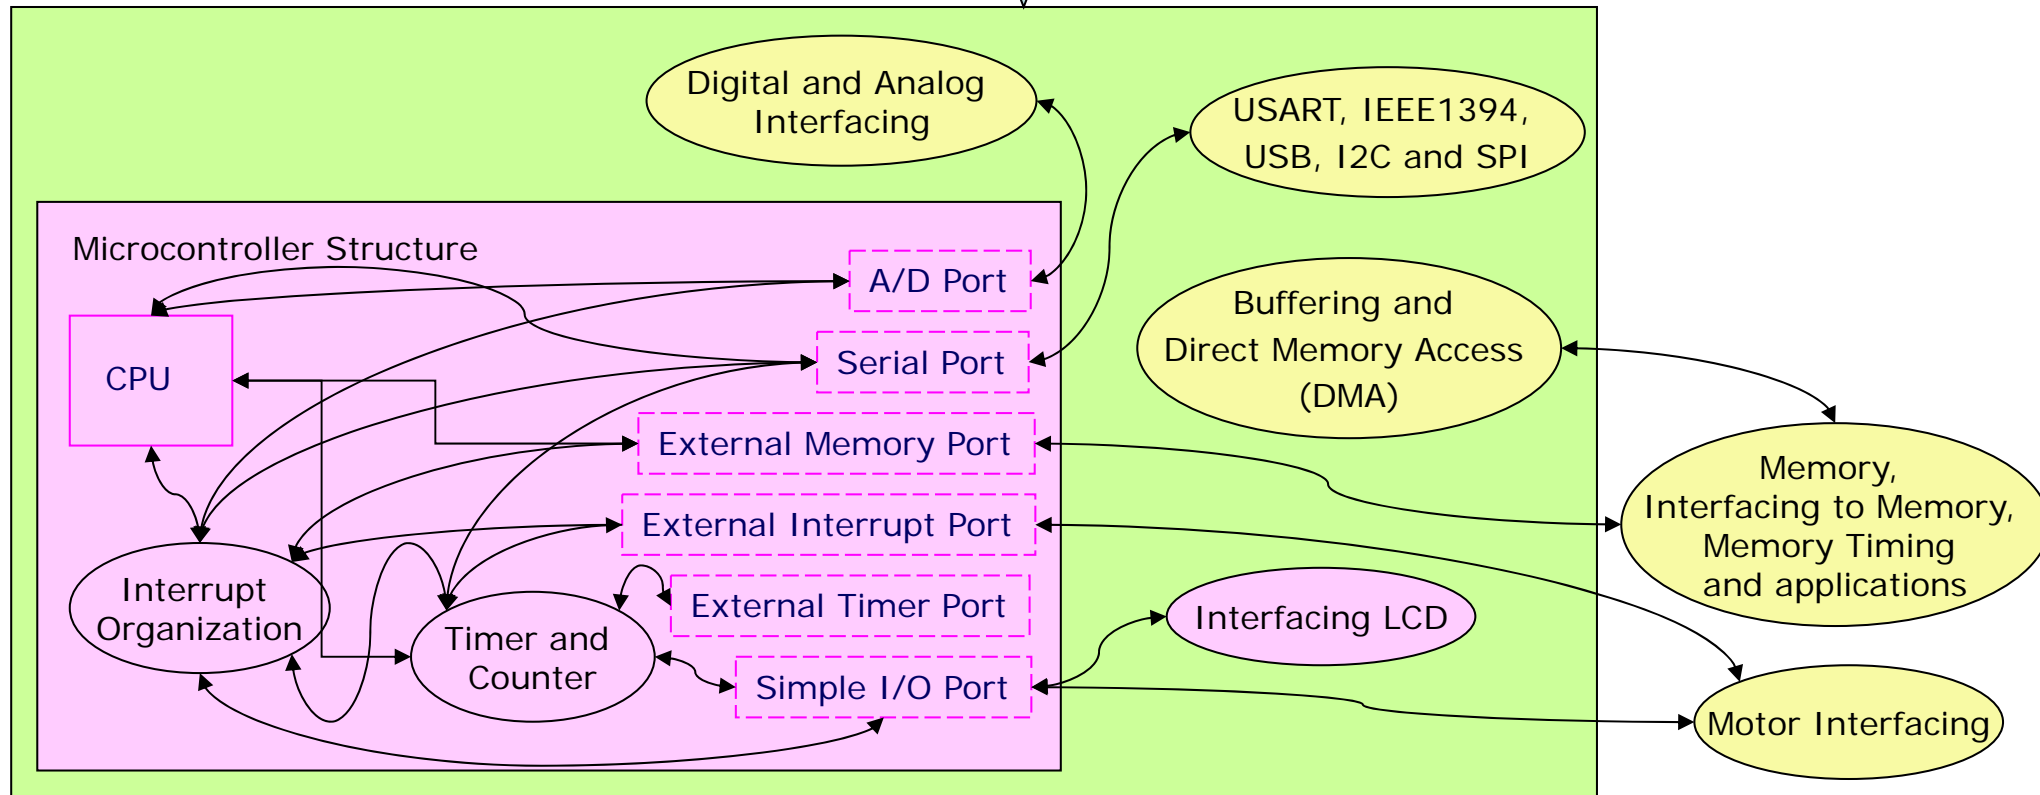 Digital and Analog
Interfacing
USART, IEEE1394,
USB, I2C and SPI
Microcontroller Structure
A/D Port
Buffering and
Direct Memory Access
(DMA)
CPU
Serial Port
External Memory Port
Memory,
Interfacing to Memory,
Memory Timing
and applications
External Interrupt Port
Interrupt
Organization
External Timer Port
Interfacing LCD
Timer and
Counter
Simple I/O Port
Motor Interfacing